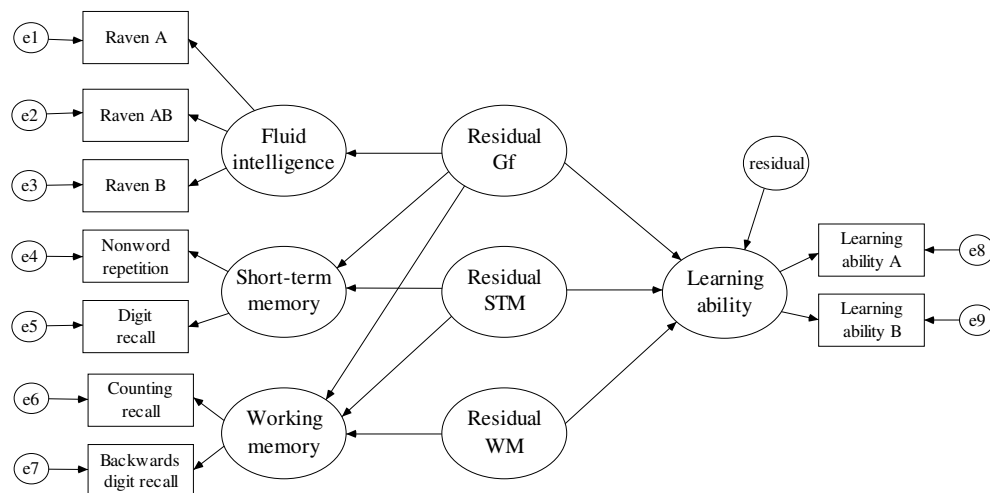 e1
Raven A
e2
Raven AB
e3
Raven B
Fluid
intelligence
Residual
Gf
residual
e4
Nonword
repetition
e5
Digit
recall
Short-term
memory
Residual
STM
Learning
ability
Learning
ability A
e8
Learning
ability B
e9
e6
Counting
recall
e7
Backwards
digit recall
Working
memory
Residual
WM